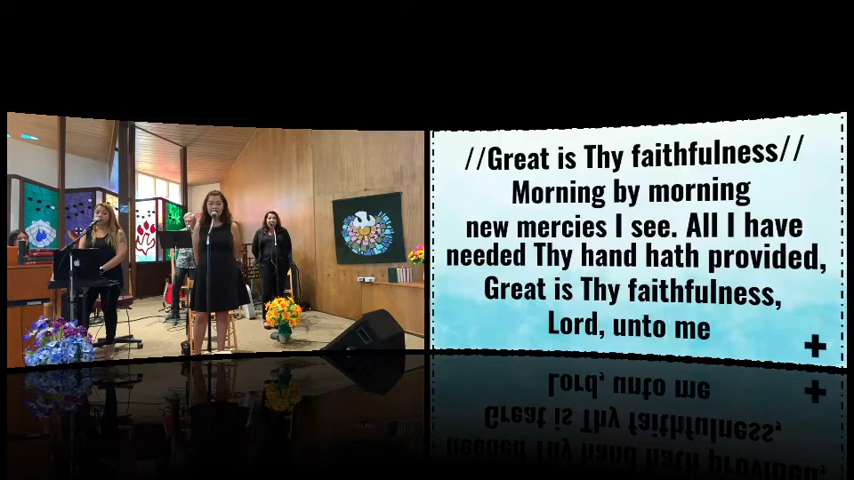 //Great is Thy faithfulness//
Morning by morning
new mercies I see. All I have
needed Thy hand hath provided,
Great is Thy faithfulness,
Lord, unto me